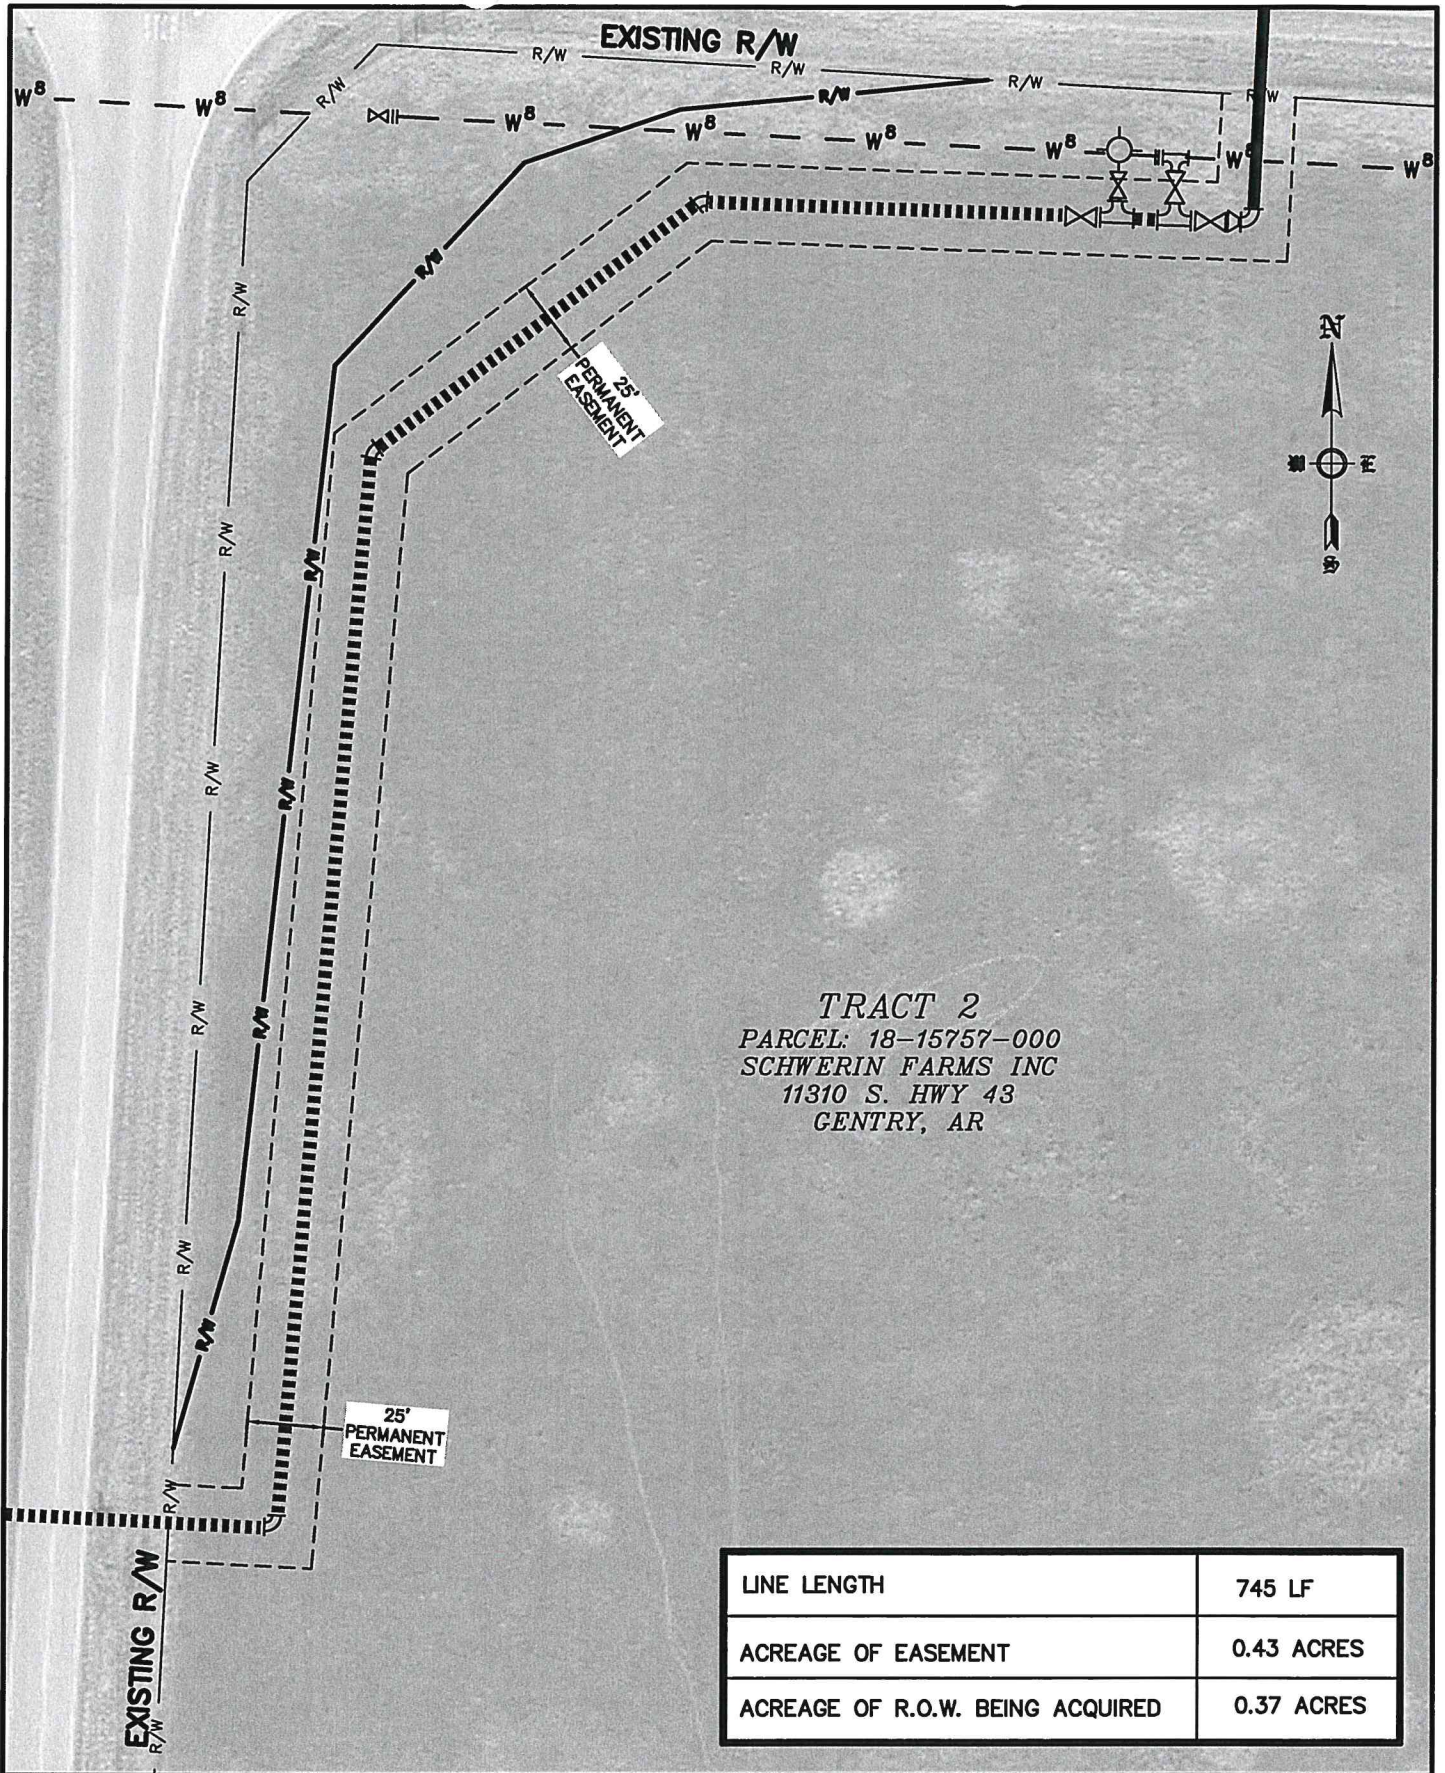 EXISTING R/W
R/W
R/W
R/W
R/W
R/W
R/W
W8
W8
W8
W8
W8
W8
W8
W8
R/W
R/W
25'
PERMANENT
EASEMENT
N
E
S
R/W
R/W
R/W
R/W
R/W
R/W
R/W
R/W
R/W
TRACT 2
PARCEL: 18-15757-000
SCHWERIN FARMS INC
11310 S. HWY 43
GENTRY, AR
25'
PERMANENT
EASEMENT
EXISTING R/W
R/W
LINE LENGTH 745 LF
ACREAGE OF EASEMENT 0.43 ACRES
ACREAGE OF R.O.W. BEING ACQUIRED 0.37 ACRES